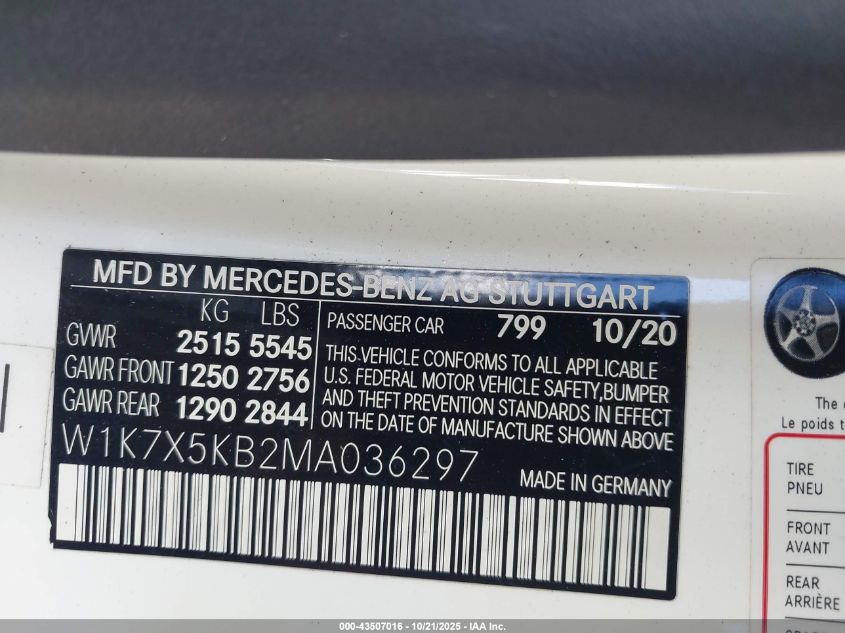 MFD BY MERCEDES-BENZ AG STUTTGART
KG LBS
GVWR 2515 5545
GAWR FRONT 1250 2756
GAWR REAR 1290 2844
PASSENGER CAR 799 10/20
THIS VEHICLE CONFORMS TO ALL APPLICABLE
U.S. FEDERAL MOTOR VEHICLE SAFETY,BUMPER
AND THEFT PREVENTION STANDARDS IN EFFECT
ON THE DATE OF MANUFACTURE SHOWN ABOVE
W1K7X5KB2MA036297
MADE IN GERMANY
The
Le poids
TIRE
PNEU
FRONT
AVANT
REAR
ARRIÈRE
000-43507016 - 10/21/2025 - IAA Inc.